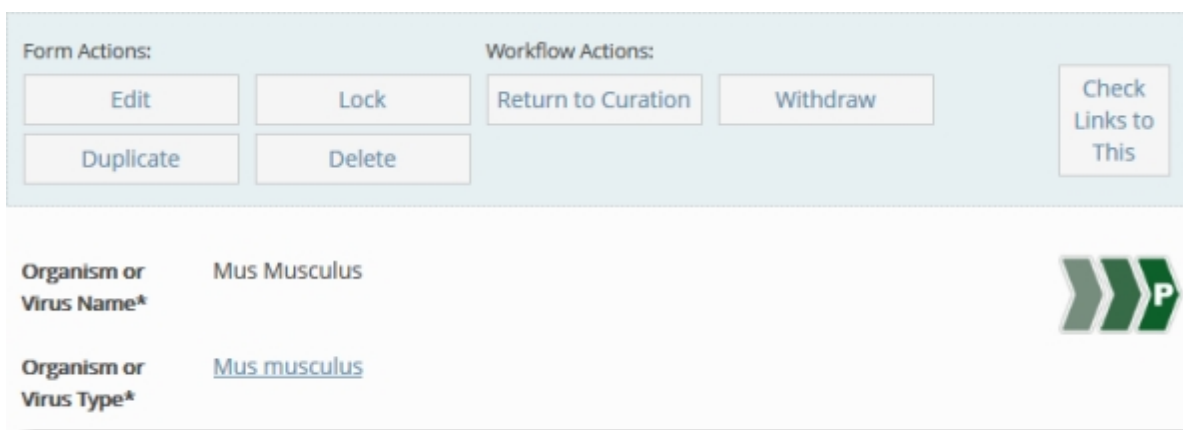 Form Actions:
Workflow Actions:
Edit
Lock
Return to Curation
Withdraw
Check
Links to
This
Duplicate
Delete
Organism or
Virus Name*
Mus Musculus
P
Organism or
Virus Type*
Mus musculus